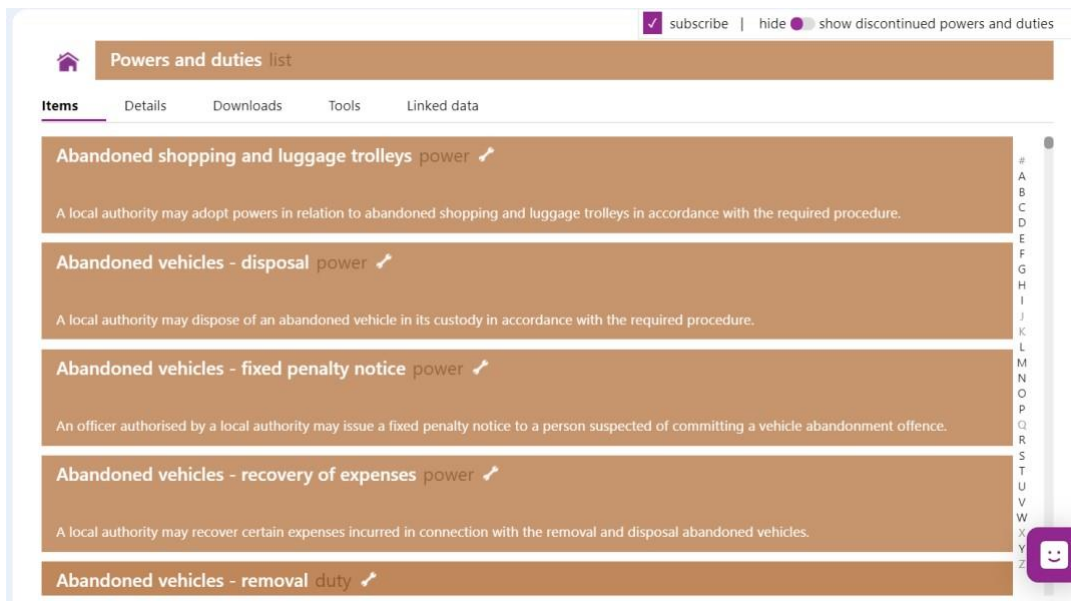 subscribe | hide show discontinued powers and duties
Powers and duties list
Items Details Downloads Tools Linked data
Abandoned shopping and luggage trolleys power
A local authority may adopt powers in relation to abandoned shopping and luggage trolleys in accordance with the required procedure.
Abandoned vehicles - disposal power
A local authority may dispose of an abandoned vehicle in its custody in accordance with the required procedure.
Abandoned vehicles - fixed penalty notice power
An officer authorised by a local authority may issue a fixed penalty notice to a person suspected of committing a vehicle abandonment offence.
Abandoned vehicles - recovery of expenses power
A local authority may recover certain expenses incurred in connection with the removal and disposal abandoned vehicles.
Abandoned vehicles - removal duty
#
A
B
C
D
E
F
G
H
I
J
K
L
M
N
O
P
Q
R
S
T
U
V
W
X
Y
Z